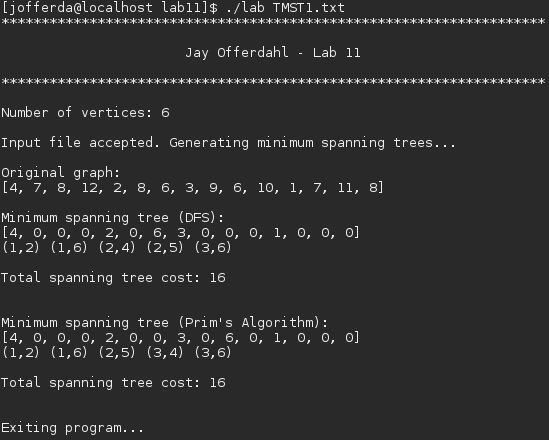 [jofferda@localhost lab11]$ ./lab TMST1.txt
********************************************************************
Jay Offerdahl - Lab 11
********************************************************************
Number of vertices: 6
Input file accepted. Generating minimum spanning trees...
Original graph:
[4, 7, 8, 12, 2, 8, 6, 3, 9, 6, 10, 1, 7, 11, 8]
Minimum spanning tree (DFS):
[4, 0, 0, 0, 2, 0, 6, 3, 0, 0, 0, 1, 0, 0, 0]
(1,2) (1,6) (2,4) (2,5) (3,6)
Total spanning tree cost: 16
Minimum spanning tree (Prim's Algorithm):
[4, 0, 0, 0, 2, 0, 0, 3, 0, 6, 0, 1, 0, 0, 0]
(1,2) (1,6) (2,5) (3,4) (3,6)
Total spanning tree cost: 16
Exiting program...